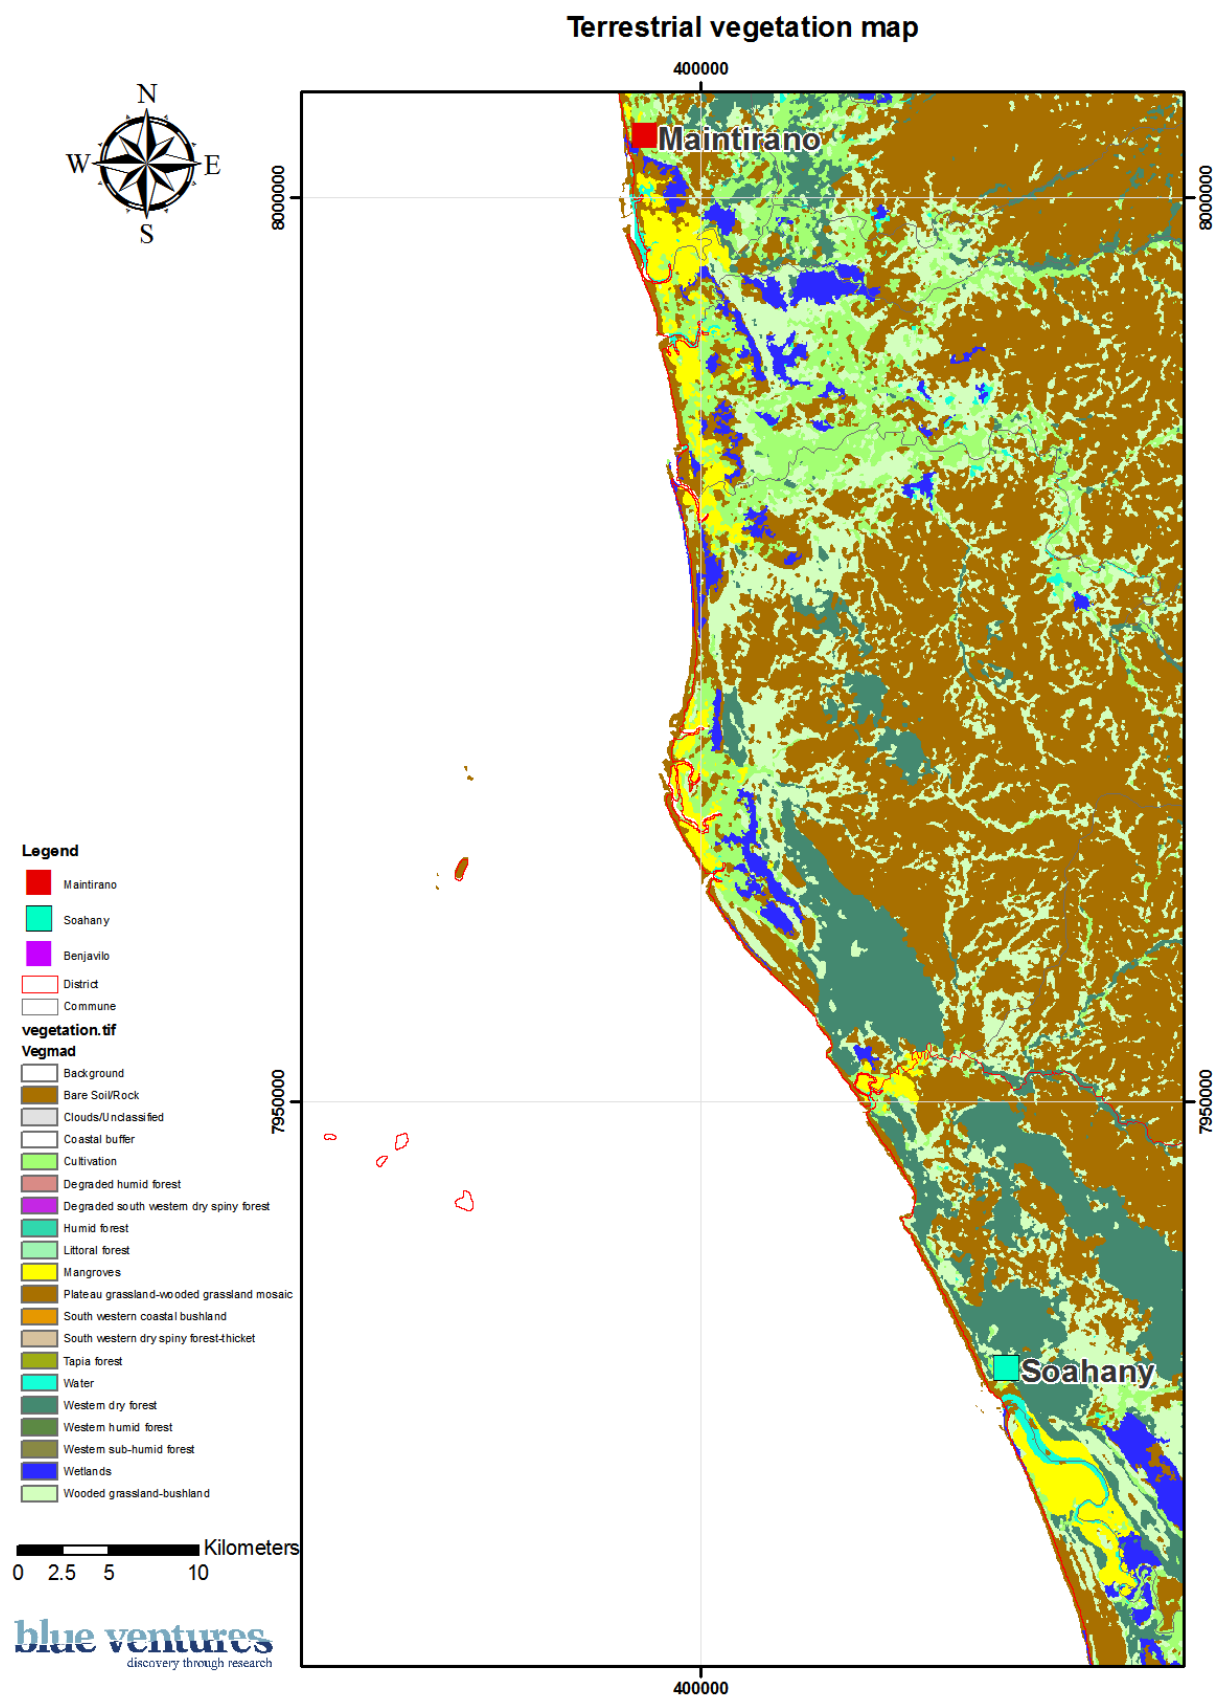 Terrestrial vegetation map
400000
N
W E
S
Maintirano
8000000
8000000
7950000
7950000
Soahany
Legend
Maintirano
Soahany
Benjavilo
District
Commune
vegetation.tif
Vegmad
Background
Bare Soil/Rock
Clouds/Unclassified
Coastal buffer
Cultivation
Degraded humid forest
Degraded south western dry spiny forest
Humid forest
Littoral forest
Mangroves
Plateau grassland-wooded grassland mosaic
South western coastal bushland
South western dry spiny forest-thicket
Tapia forest
Water
Western dry forest
Western humid forest
Western sub-humid forest
Wetlands
Wooded grassland-bushland
Kilometers
0 2.5 5 10
blue ventures
discovery through research
400000